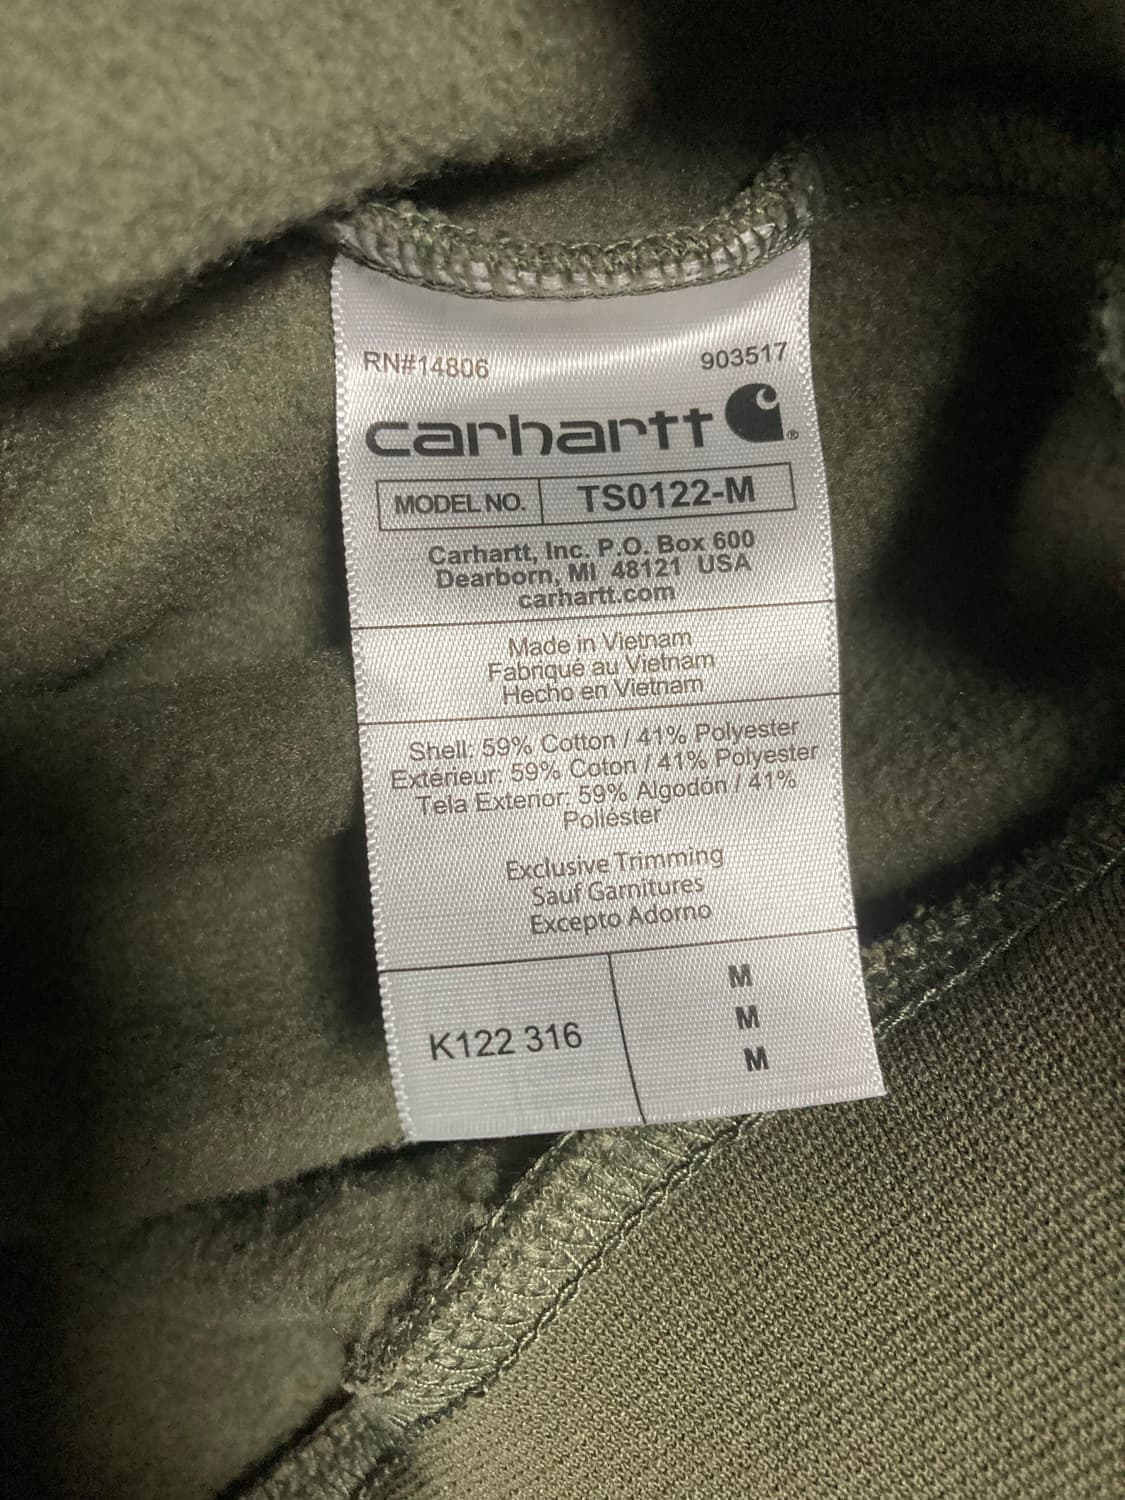 RN#14806 903517
carhartt ®
MODEL NO. TS0122-M
Carhartt, Inc. P.O. Box 600
Dearborn, MI 48121 USA
carhartt.com
Made in Vietnam
Fabriqué au Vietnam
Hecho en Vietnam
Shell: 59% Cotton / 41% Polyester
Extérieur: 59% Coton / 41% Polyester
Tela Exterior: 59% Algodón / 41%
Poliéster
Exclusive Trimming
Sauf Garnitures
Excepto Adorno
K122 316
M
M
M